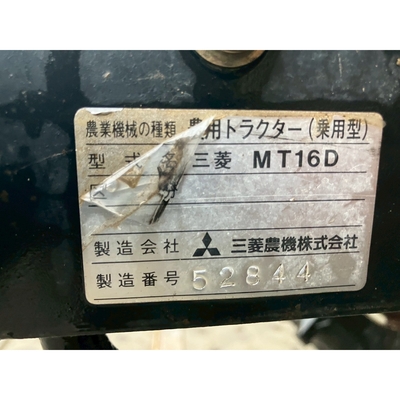 農業機械の種類 農用トラクター(乗用型)
型式名 三菱 MT16D
区
製造会社 三菱農機株式会社
製造番号 52844